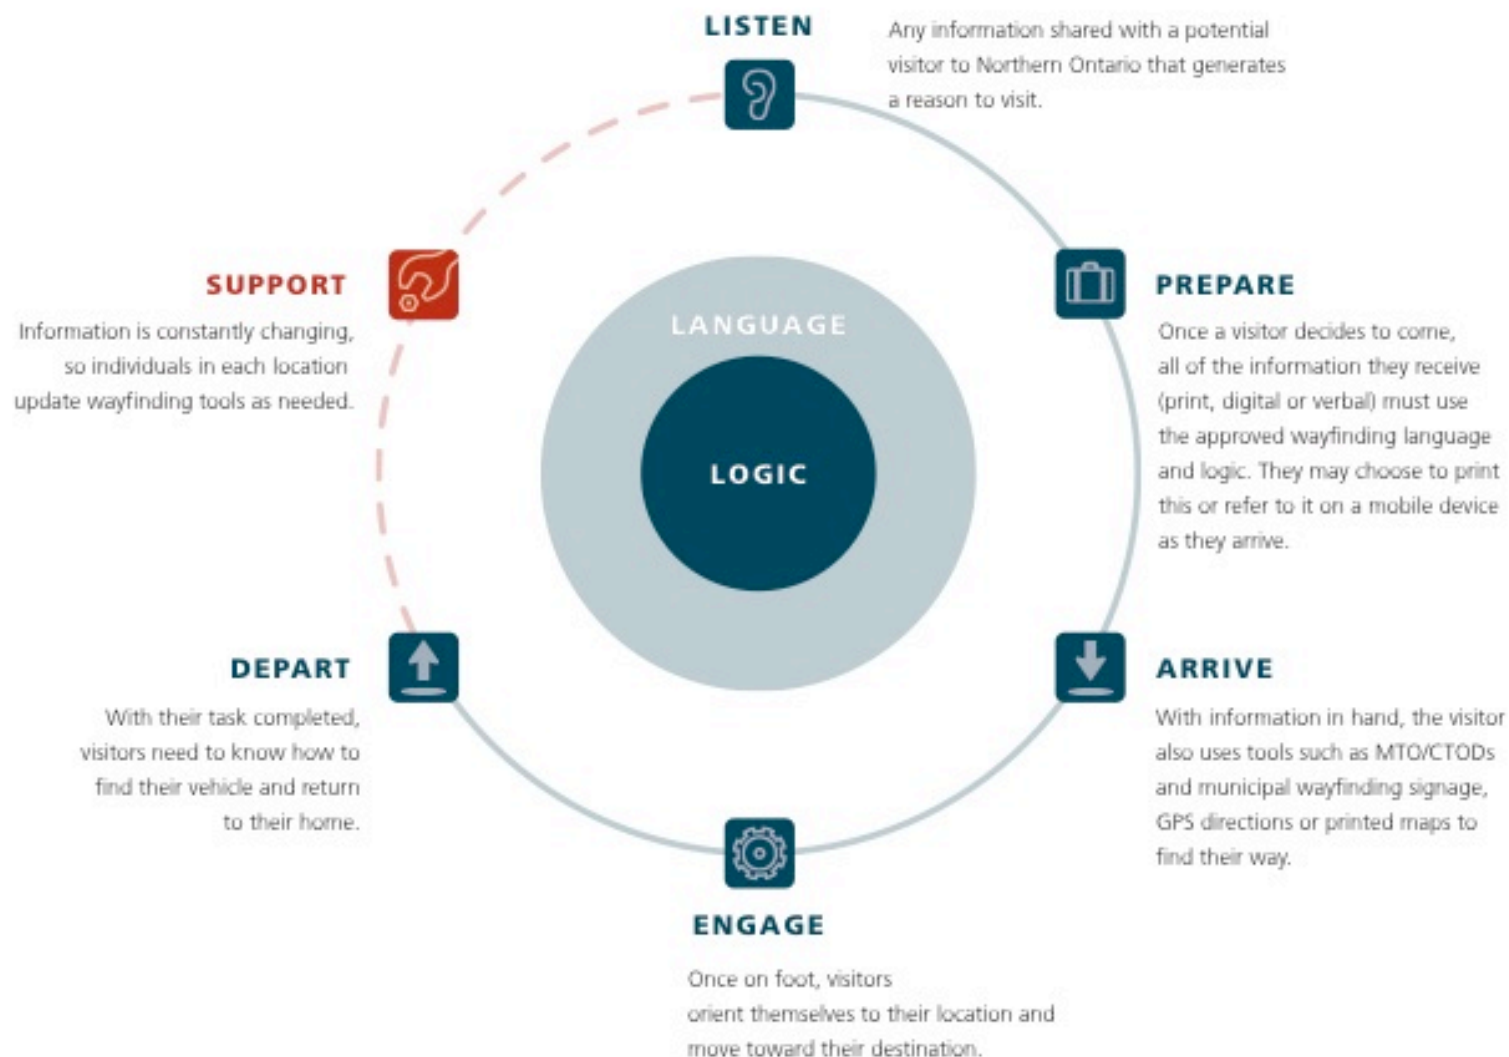 LISTEN
Any information shared with a potential
visitor to Northern Ontario that generates
a reason to visit.
PREPARE
Once a visitor decides to come,
all of the information they receive
(print, digital or verbal) must use
the approved wayfinding language
and logic. They may choose to print
this or refer to it on a mobile device
as they arrive.
ARRIVE
With information in hand, the visitor
also uses tools such as MTO/CTODs
and municipal wayfinding signage,
GPS directions or printed maps to
find their way.
ENGAGE
Once on foot, visitors
orient themselves to their location and
move toward their destination.
DEPART
With their task completed,
visitors need to know how to
find their vehicle and return
to their home.
SUPPORT
Information is constantly changing,
so individuals in each location
update wayfinding tools as needed.
LANGUAGE
LOGIC